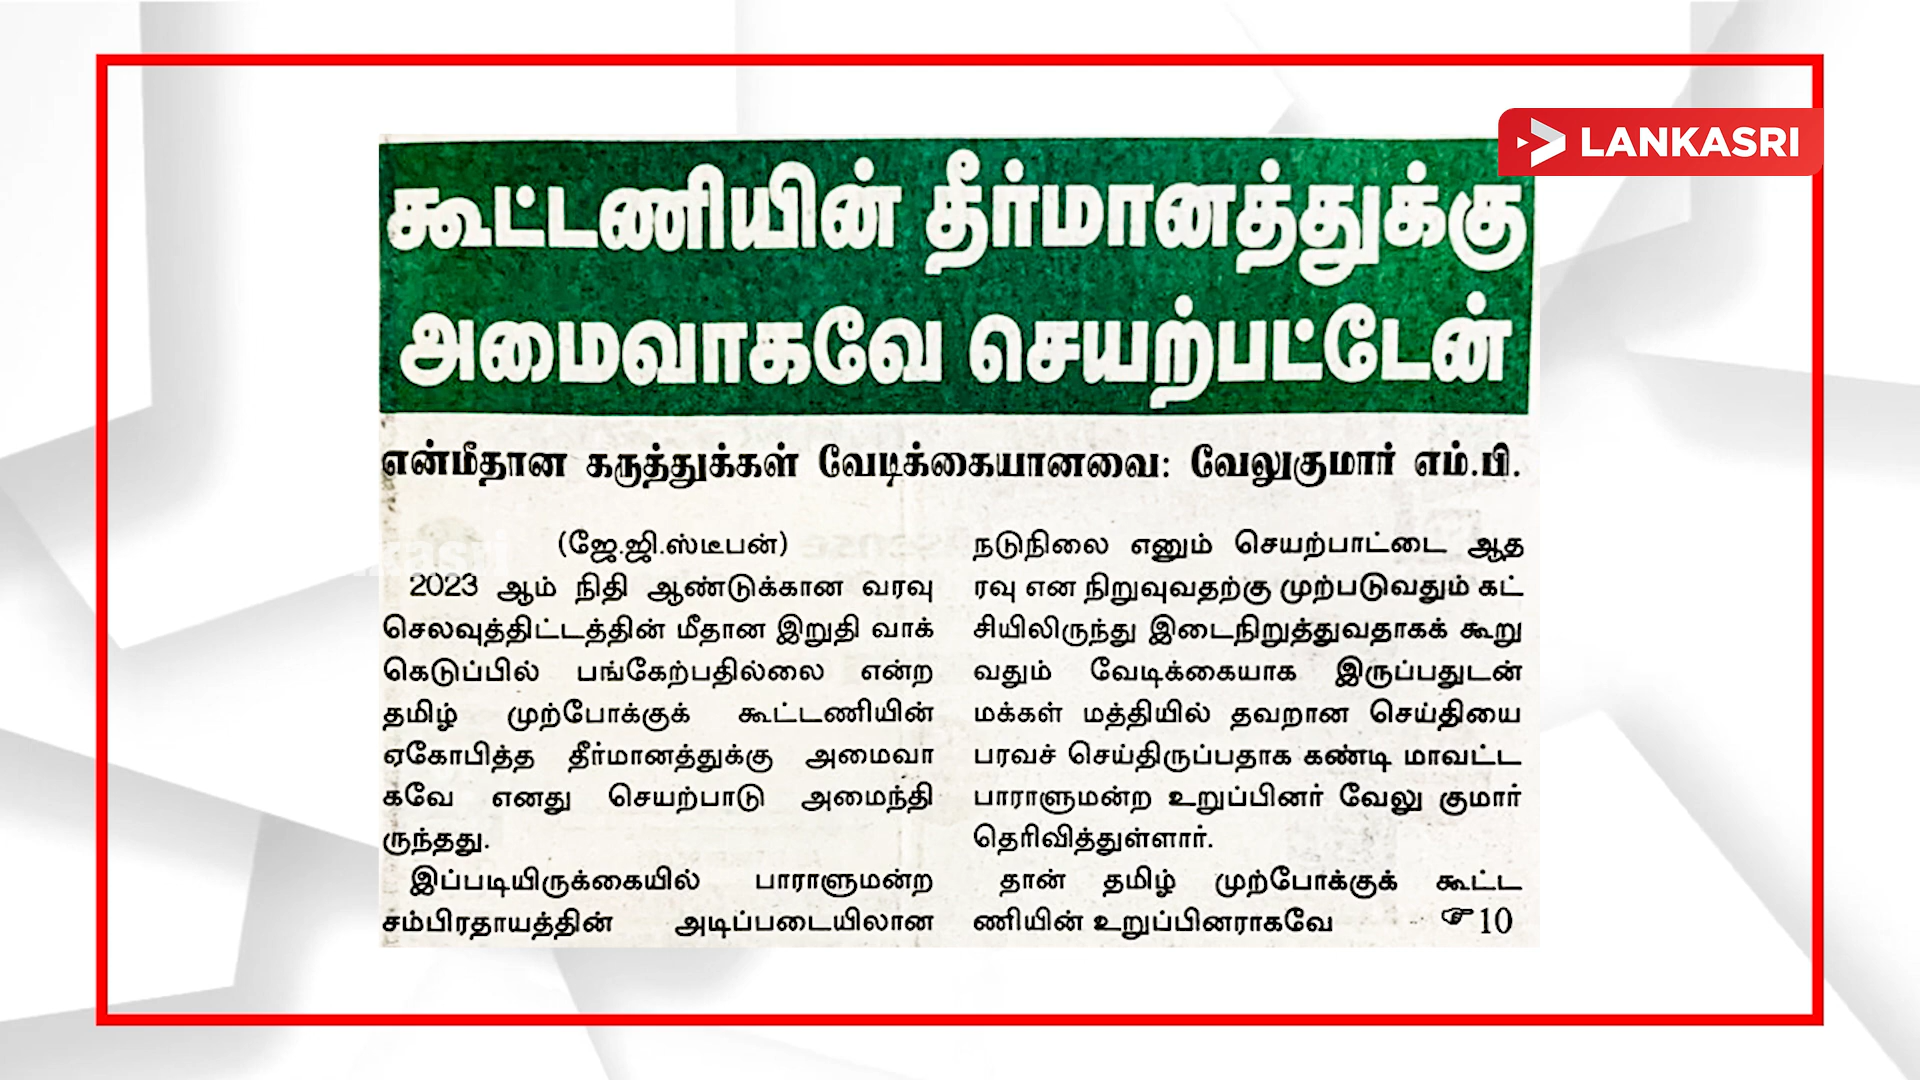 LANKASRI
கூட்டணியின் தீர்மானத்துக்கு
அமைவாகவே செயற்பட்டேன்
என்மீதான கருத்துக்கள் வேடிக்கையானவை: வேலுகுமார் எம்.பி.
(ஜே.ஜி.ஸ்டீபன்)
2023 ஆம் நிதி ஆண்டுக்கான வரவு
செலவுத்திட்டத்தின் மீதான இறுதி வாக்
கெடுப்பில் பங்கேற்பதில்லை என்ற
தமிழ் முற்போக்குக் கூட்டணியின்
ஏகோபித்த தீர்மானத்துக்கு அமைவா
கவே எனது செயற்பாடு அமைந்தி
ருந்தது.
இப்படியிருக்கையில் பாராளுமன்ற
சம்பிரதாயத்தின் அடிப்படையிலான
நடுநிலை எனும் செயற்பாட்டை ஆத
ரவு என நிறுவுவதற்கு முற்படுவதும் கட்
சியிலிருந்து இடைநிறுத்துவதாகக் கூறு
வதும் வேடிக்கையாக இருப்பதுடன்
மக்கள் மத்தியில் தவறான செய்தியை
பரவச் செய்திருப்பதாக கண்டி மாவட்ட
பாராளுமன்ற உறுப்பினர் வேலு குமார்
தெரிவித்துள்ளார்.
தான் தமிழ் முற்போக்குக் கூட்ட
ணியின் உறுப்பினராகவே ☞10